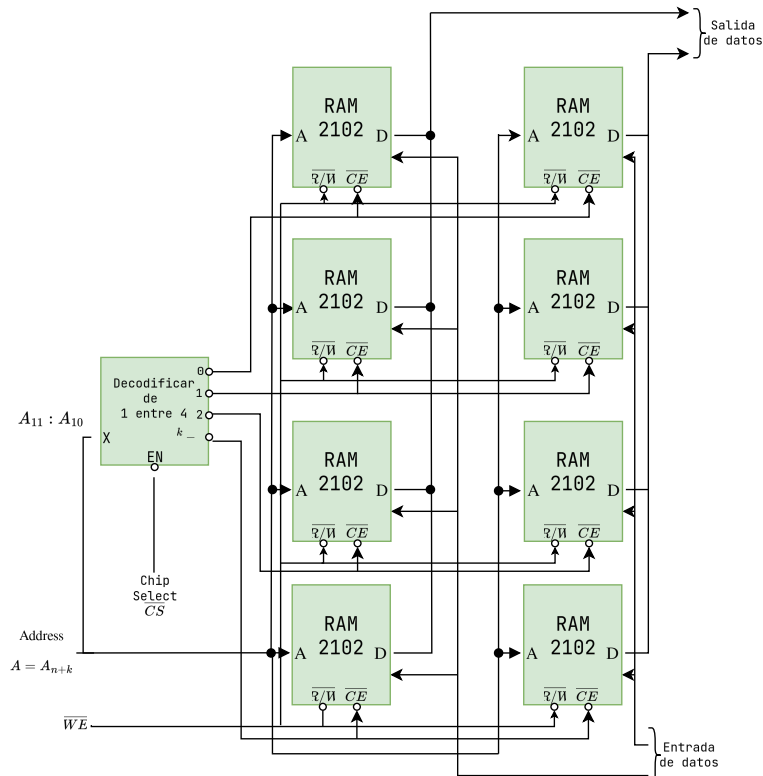 Salida
de datos
RAM
2102
A
D
R/W
CE
RAM
2102
A
D
R/W
CE
RAM
2102
A
D
R/W
CE
RAM
2102
A
D
R/W
CE
Decodificar
de
1 entre 4
0
1
2
k _
X
EN
A₁₁ : A₁₀
RAM
2102
A
D
R/W
CE
RAM
2102
A
D
R/W
CE
Chip
Select
CS
RAM
2102
A
D
R/W
CE
RAM
2102
A
D
R/W
CE
Address
A = Aₙ₊ₖ
WE
Entrada
de datos